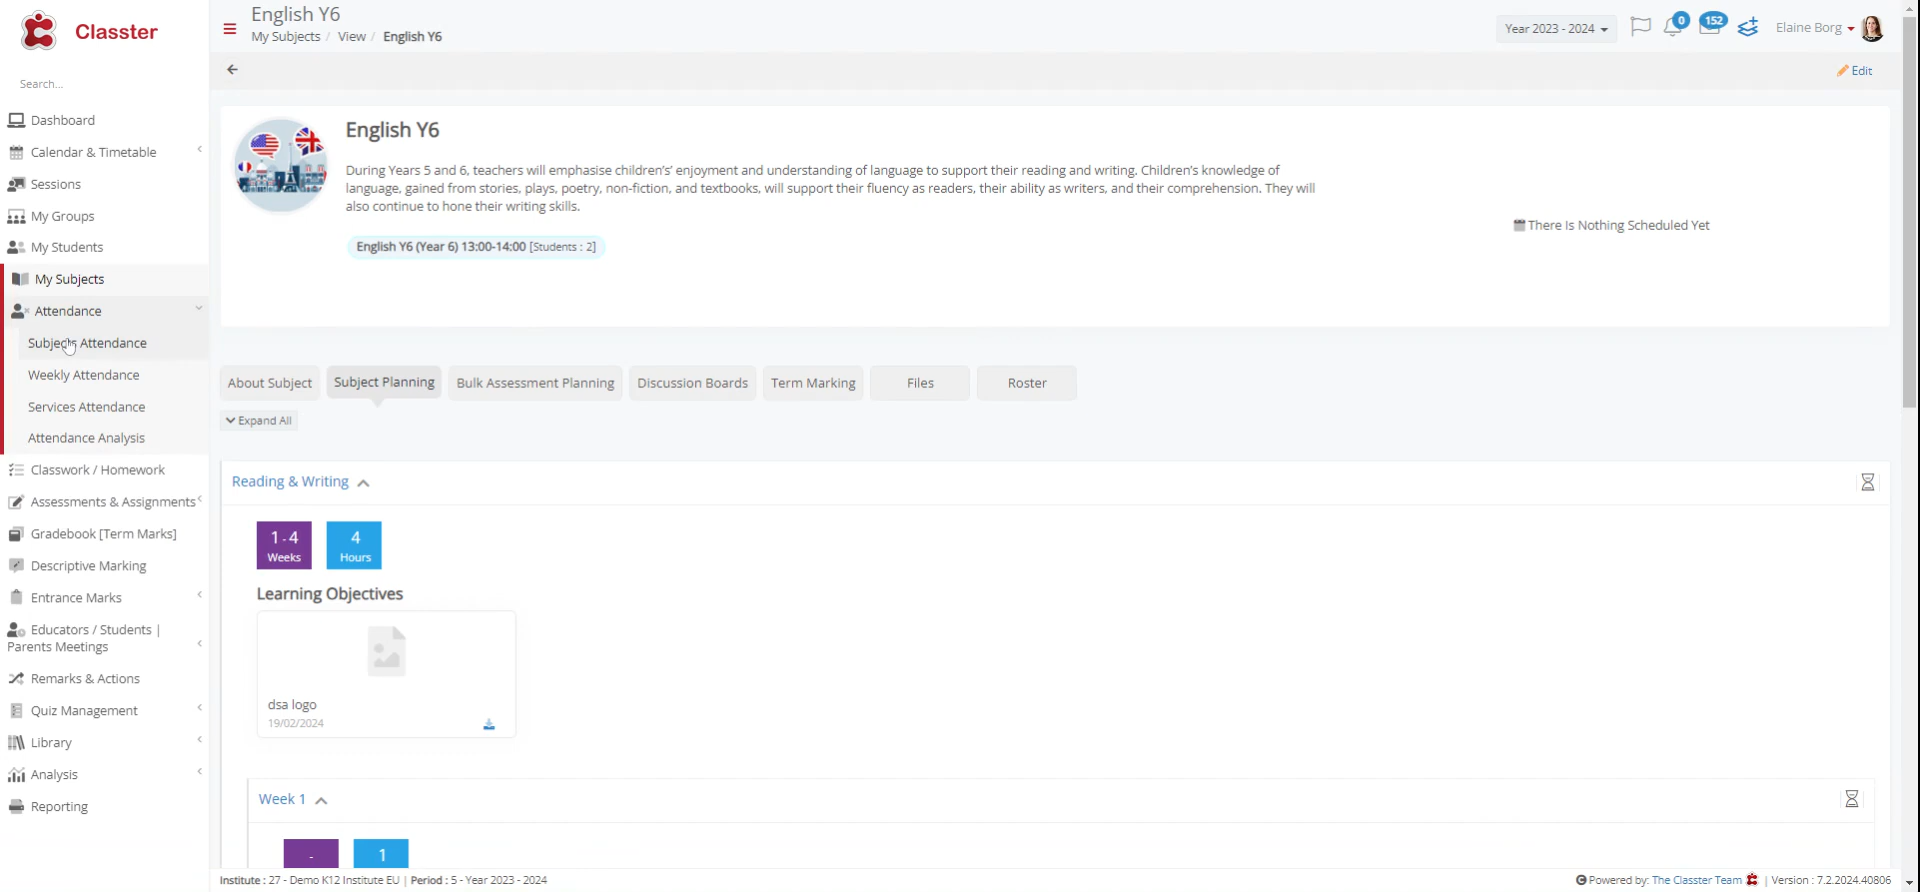 Classter
Search...
Dashboard
Calendar & Timetable
Sessions
My Groups
My Students
My Subjects
Attendance
Subjects Attendance
Weekly Attendance
Services Attendance
Attendance Analysis
Classwork / Homework
Assessments & Assignments
Gradebook [Term Marks]
Descriptive Marking
Entrance Marks
Educators / Students |
Parents Meetings
Remarks & Actions
Quiz Management
Library
Analysis
Reporting
English Y6
My Subjects / View / English Y6
Year 2023 - 2024
0
152
Elaine Borg
Edit
English Y6
During Years 5 and 6, teachers will emphasise children's' enjoyment and understanding of language to support their reading and writing. Children's knowledge of
language, gained from stories, plays, poetry, non-fiction, and textbooks, will support their fluency as readers, their ability as writers, and their comprehension. They will
also continue to hone their writing skills.
English Y6 (Year 6) 13:00-14:00 [Students : 2]
There Is Nothing Scheduled Yet
About Subject
Subject Planning
Bulk Assessment Planning
Discussion Boards
Term Marking
Files
Roster
Expand All
Reading & Writing
1 - 4
Weeks
4
Hours
Learning Objectives
dsa logo
19/02/2024
Week 1
-
1
Institute : 27 - Demo K12 Institute EU | Period : 5 - Year 2023 - 2024
Powered by: The Classter Team | Version : 7.2.2024.40806